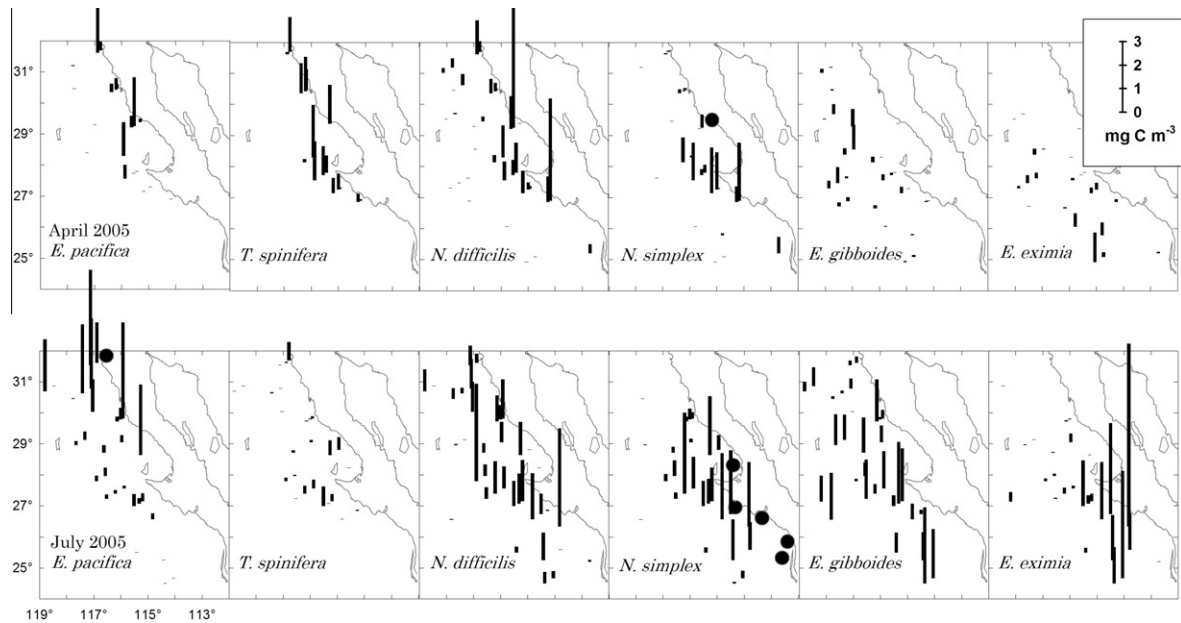 3
2
1
0
mg C m⁻³
31°
29°
27°
25°
April 2005
E. pacifica
T. spinifera
N. difficilis
N. simplex
E. gibboides
E. eximia
31°
29°
27°
25°
July 2005
E. pacifica
T. spinifera
N. difficilis
N. simplex
E. gibboides
E. eximia
119° 117° 115° 113°